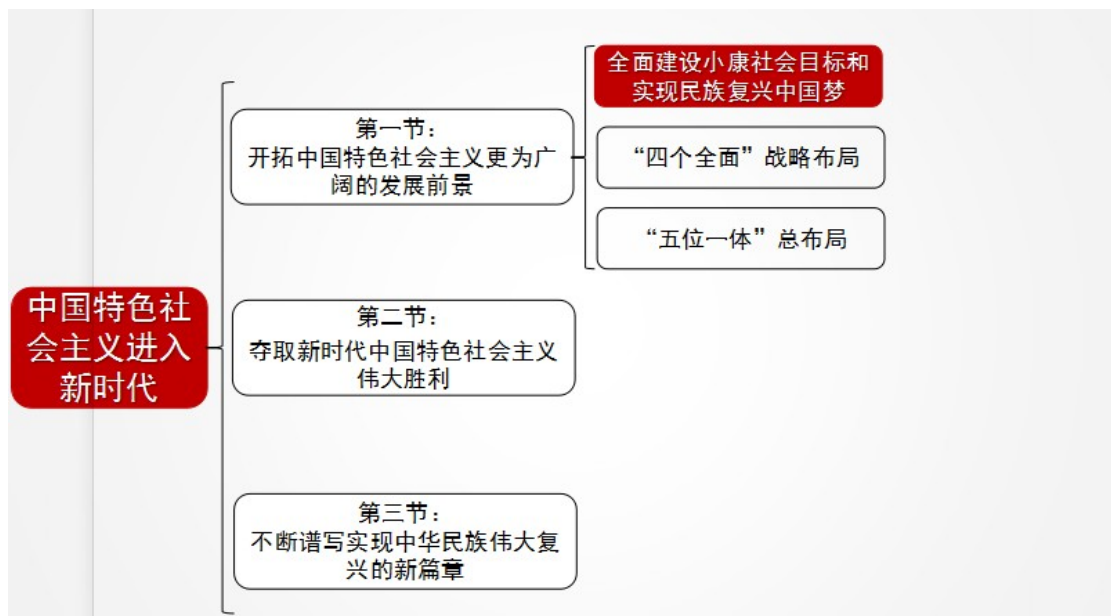 中国特色社
会主义进入
新时代
第一节：
开拓中国特色社会主义更为广
阔的发展前景
全面建设小康社会目标和
实现民族复兴中国梦
“四个全面”战略布局
“五位一体”总布局
第二节：
夺取新时代中国特色社会主义
伟大胜利
第三节：
不断谱写实现中华民族伟大复
兴的新篇章